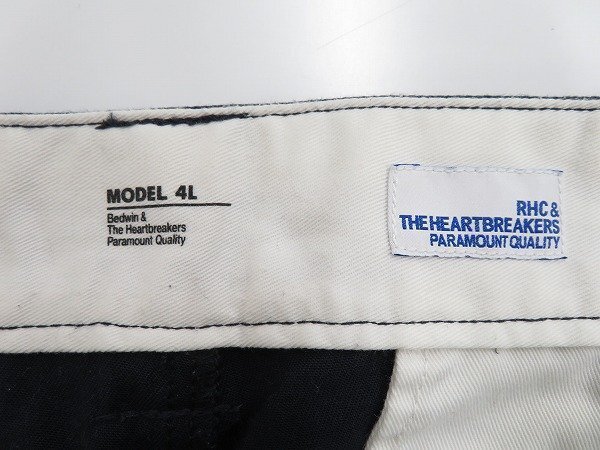 MODEL 4L
Bedwin &
The Heartbreakers
Paramount Quality
RHC &
THE HEARTBREAKERS
PARAMOUNT QUALITY